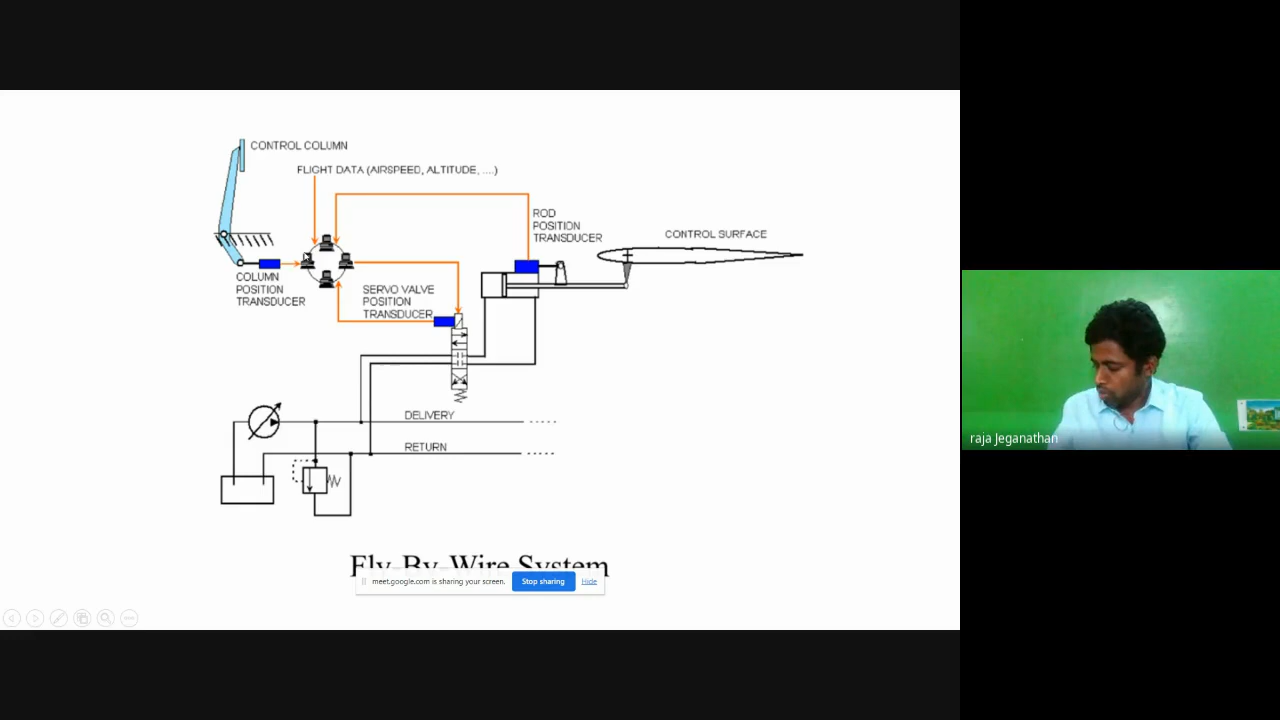 CONTROL COLUMN
FLIGHT DATA (AIRSPEED, ALTITUDE, ....)
ROD
POSITION
TRANSDUCER
CONTROL SURFACE
COLUMN
POSITION
TRANSDUCER
SERVO VALVE
POSITION
TRANSDUCER
DELIVERY
RETURN
Fly-By-Wire System
meet.google.com is sharing your screen.
Stop sharing
Hide
raja Jeganathan